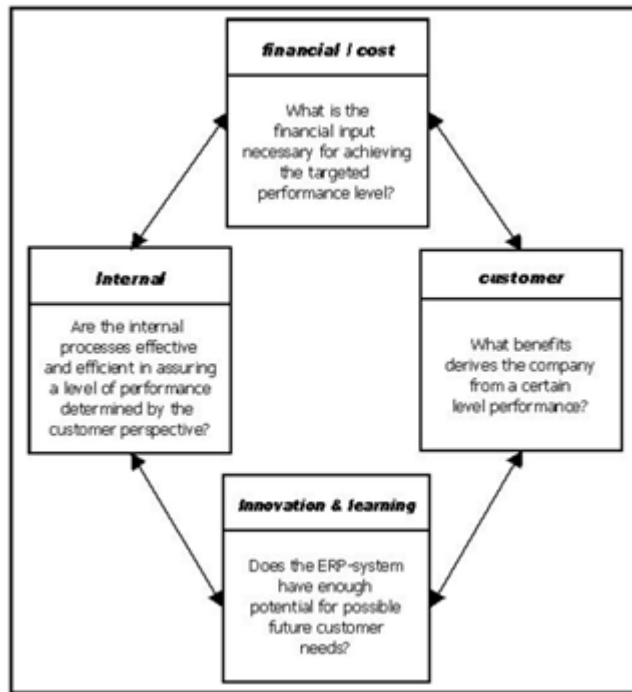 financial / cost
What is the
financial input
necessary for achieving
the targeted
performance level?
Internal
Are the internal
processes effective
and efficient in assuring
a level of performance
determined by the
customer perspective?
customer
What benefits
derives the company
from a certain
level performance?
Innovation & learning
Does the ERP-system
have enough
potential for possible
future customer
needs?